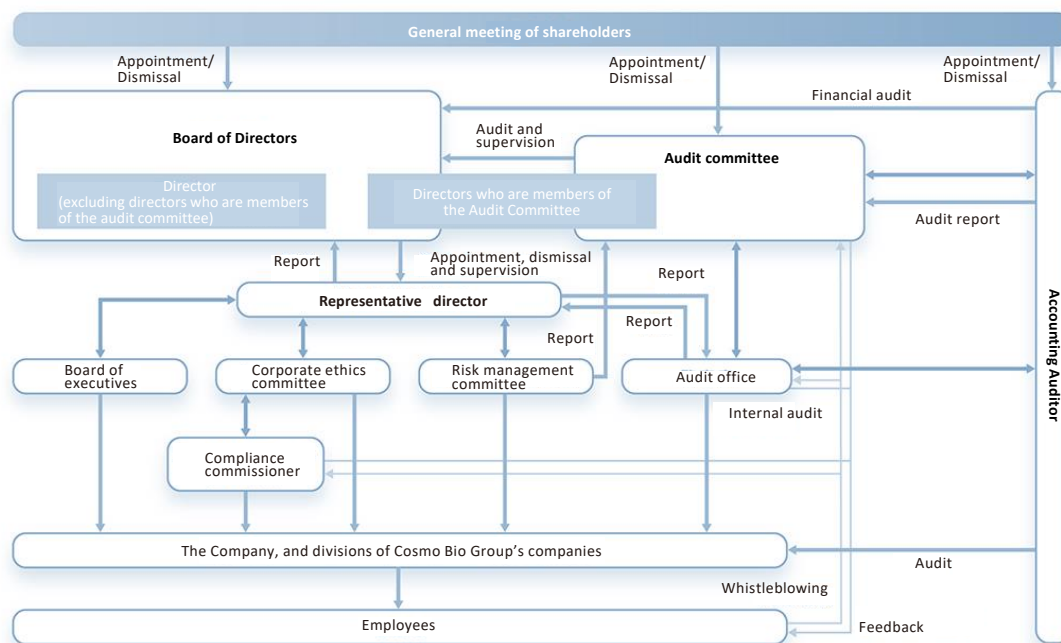 General meeting of shareholders
Appointment/
Dismissal
Appointment/
Dismissal
Appointment/
Dismissal
Financial audit
Board of Directors
Audit and
supervision
Audit committee
Director
(excluding directors who are members
of the audit committee)
Directors who are members of
the Audit Committee
Audit report
Report
Appointment, dismissal
and supervision
Report
Representative director
Report
Report
Board of
executives
Corporate ethics
committee
Risk management
committee
Audit office
Accounting Auditor
Internal audit
Compliance
commissioner
The Company, and divisions of Cosmo Bio Group's companies
Audit
Whistleblowing
Employees
Feedback